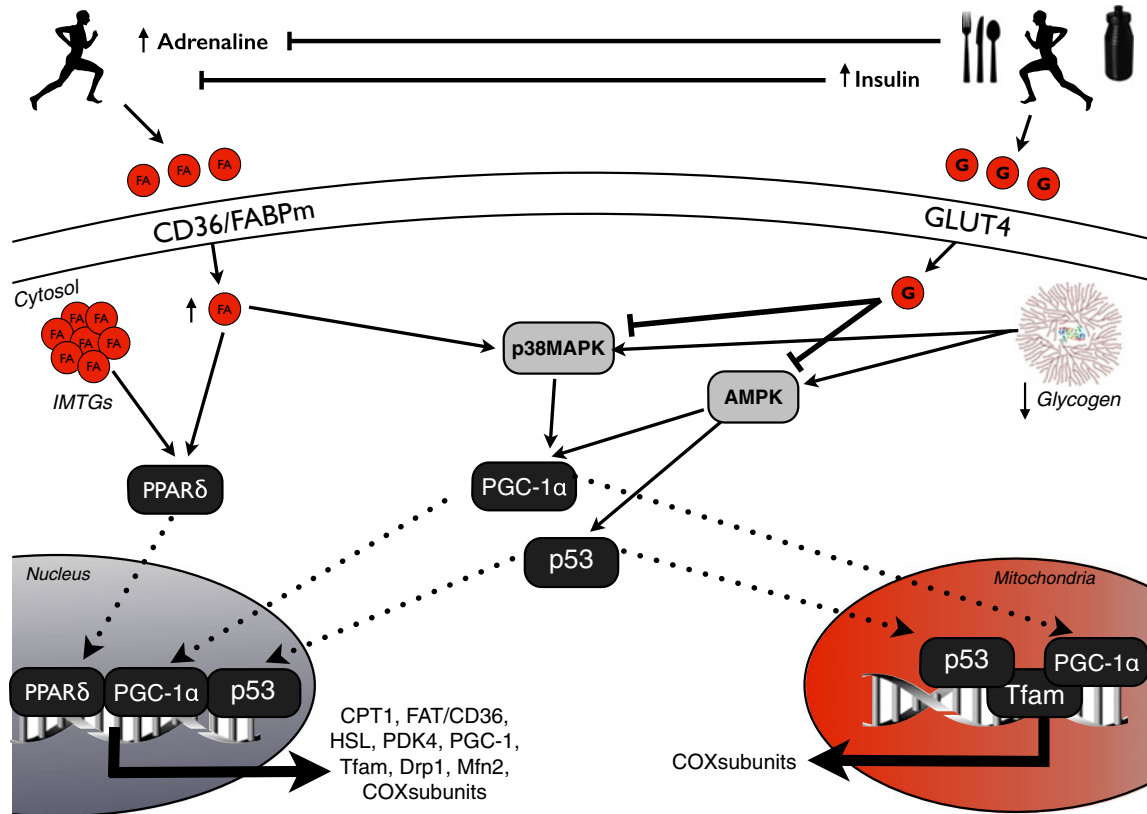 Adrenaline
Insulin
FA
FA
FA
G
G
G
CD36/FABPm
GLUT4
Cytosol
FA
FA
FA
FA
FA
FA
FA
FA
G
IMTGs
p38MAPK
AMPK
Glycogen
PPARδ
PGC-1α
p53
Nucleus
Mitochondria
PPARδ
PGC-1α
p53
p53
PGC-1α
Tfam
CPT1, FAT/CD36,
HSL, PDK4, PGC-1,
Tfam, Drp1, Mfn2,
COXsubunits
COXsubunits